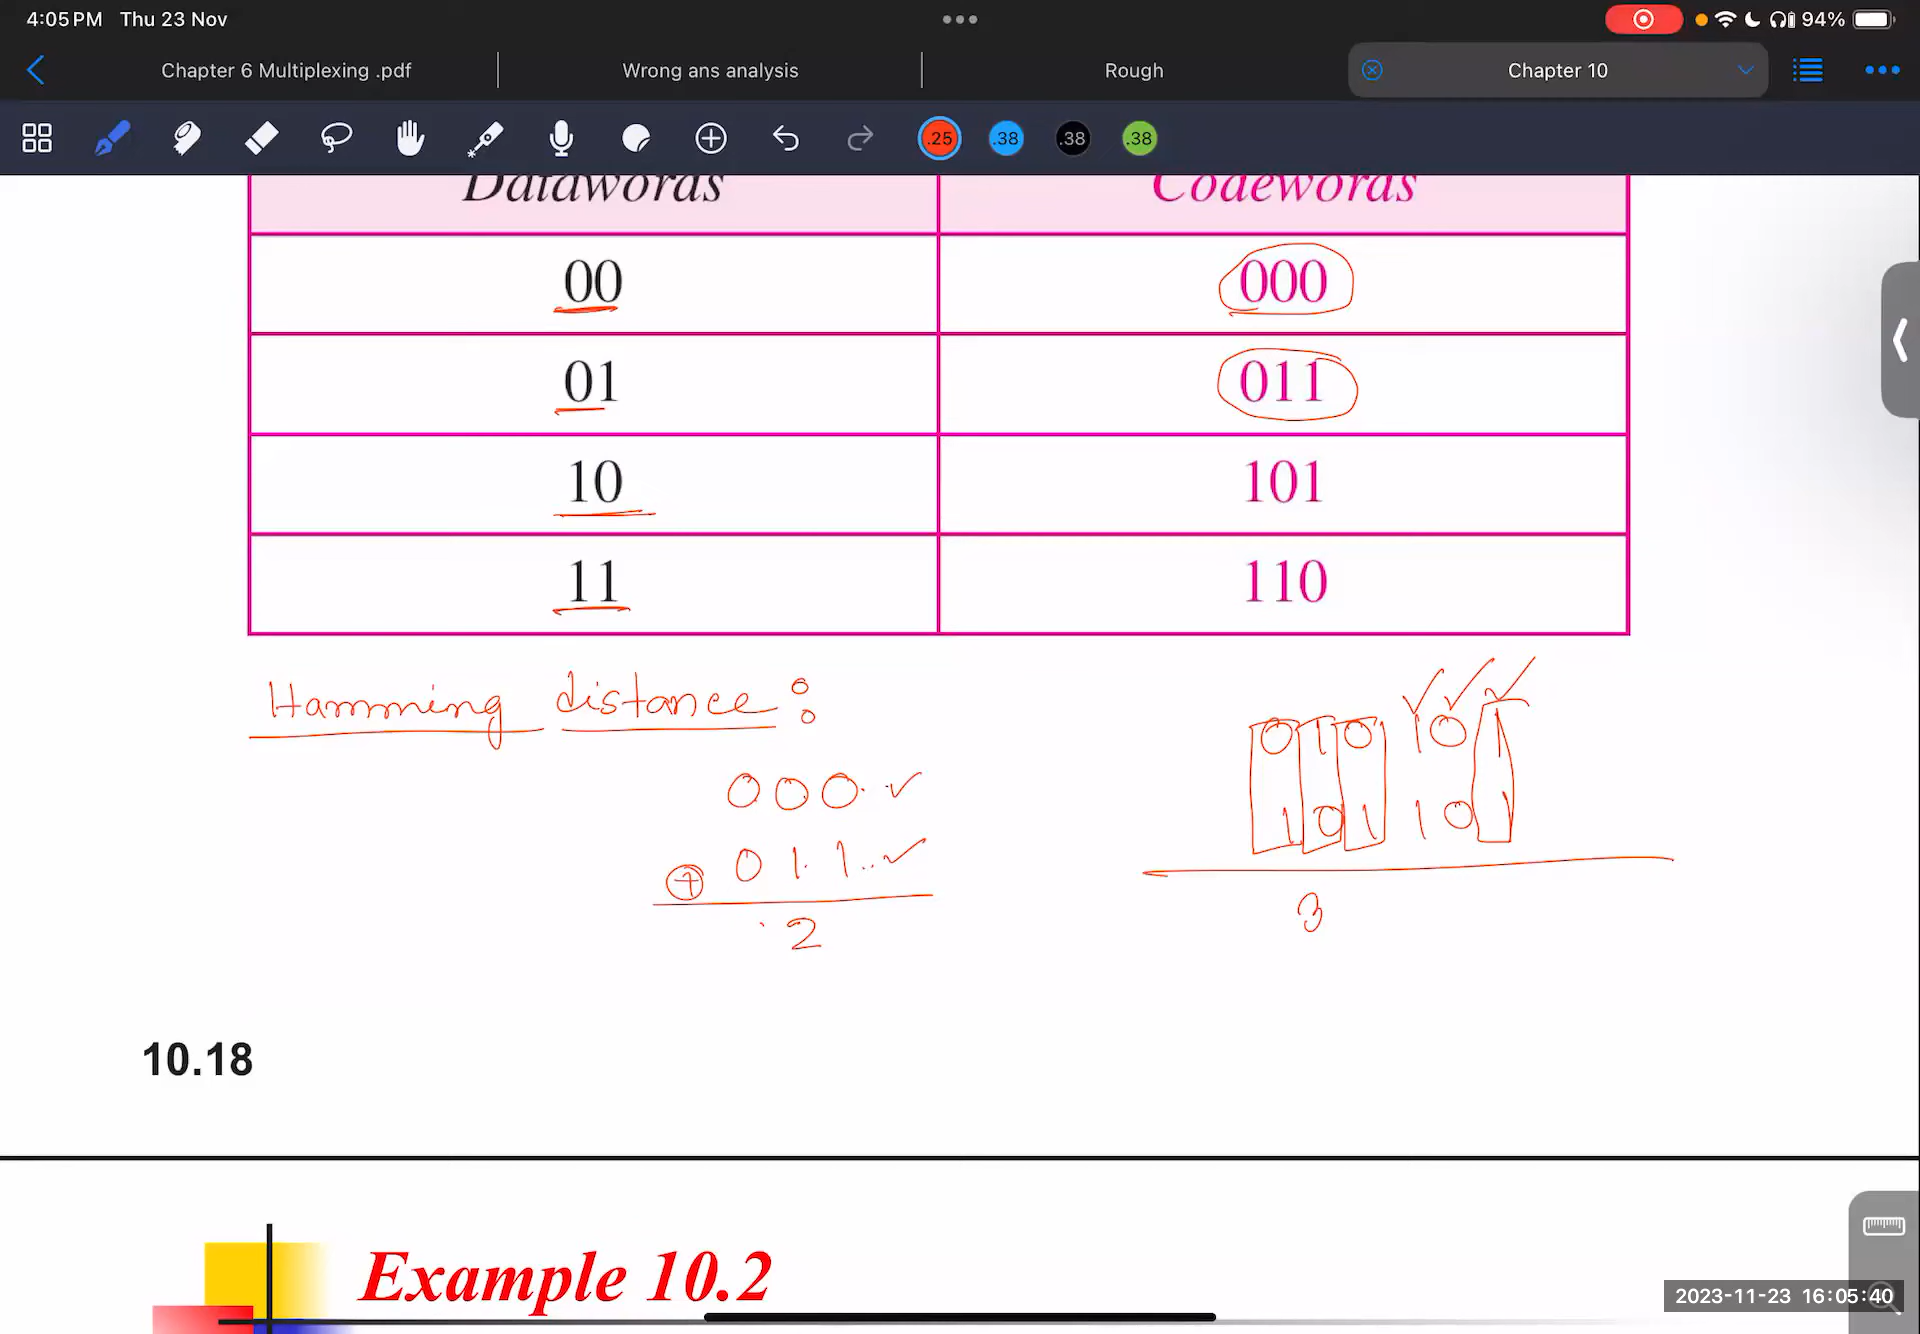 4:05 PM Thu 23 Nov
94%
Chapter 6 Multiplexing .pdf
Wrong ans analysis
Rough
Chapter 10
.25 .38 .38 .38
Datawords Codewords
00 000
01 011
10 101
11 110
Hamming distance :
000
⊕ 011
2
010101
101101
3
10.18
Example 10.2
2023-11-23 16:05:40